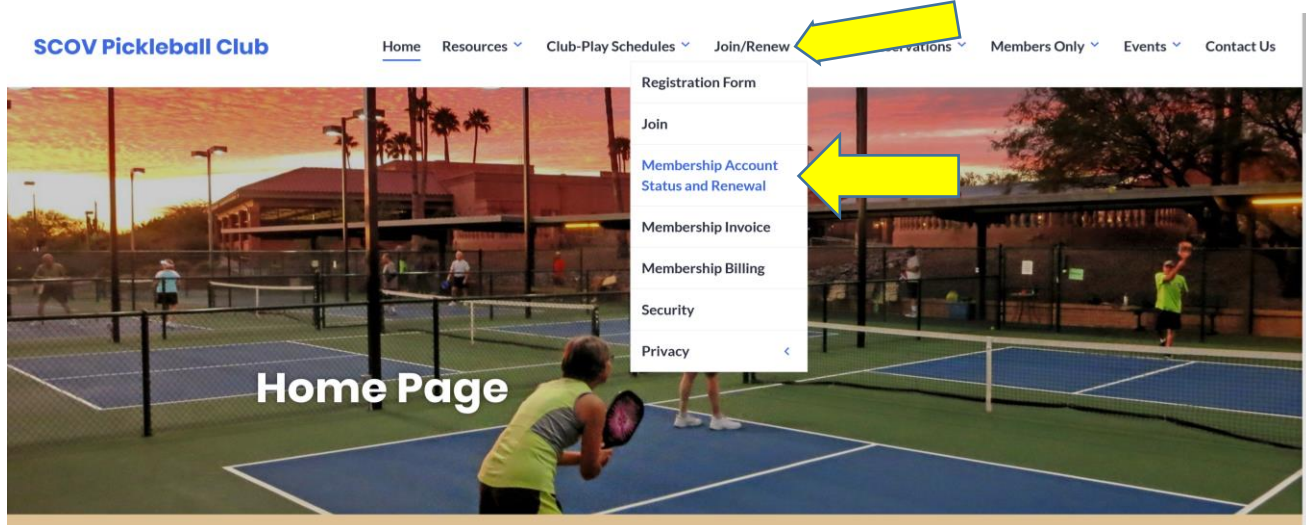 SCOV Pickleball Club
Home Resources Club-Play Schedules Join/Renew Members Only Events Contact Us
Registration Form
Join
Membership Account
Status and Renewal
Membership Invoice
Membership Billing
Security
Privacy
Home Page